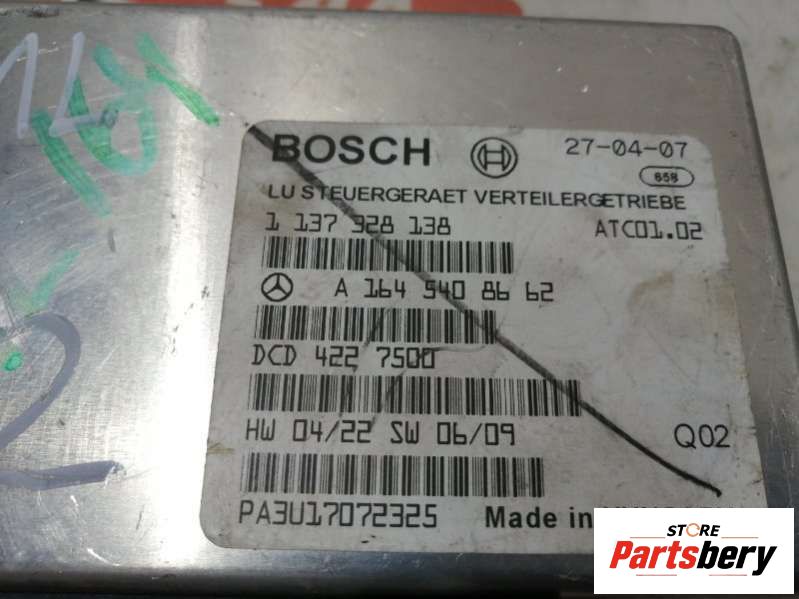 164
BOSCH 27-04-07
658
LU STEUERGERAET VERTEILERGETRIEBE
1 137 328 138 ATC01.02
A 164 540 86 62
DCD 422 7500
HW 04/22 SW 06/09 Q02
PA3U17072325 Made in
STORE
Partsbery